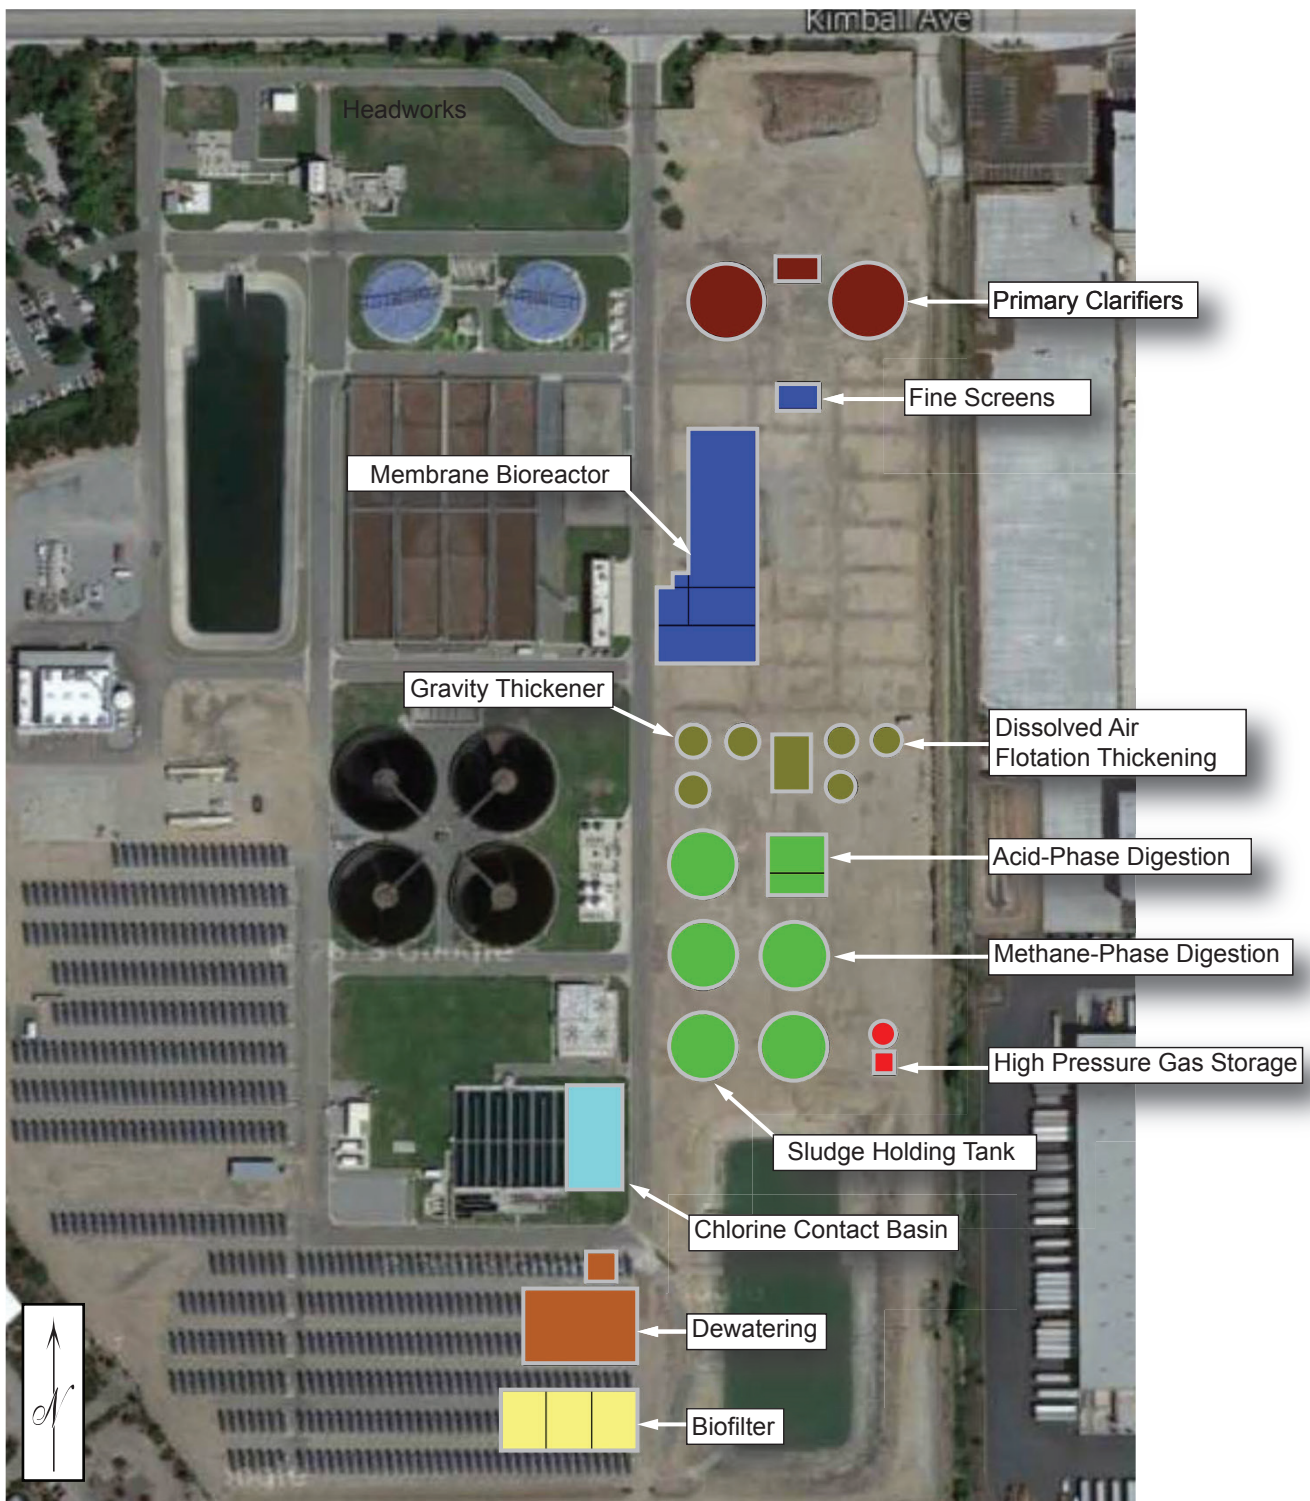 Kimball Ave
Headworks
Primary Clarifiers
Fine Screens
Membrane Bioreactor
Gravity Thickener
Dissolved Air
Flotation Thickening
Acid-Phase Digestion
Methane-Phase Digestion
High Pressure Gas Storage
Sludge Holding Tank
Chlorine Contact Basin
Dewatering
Biofilter
N